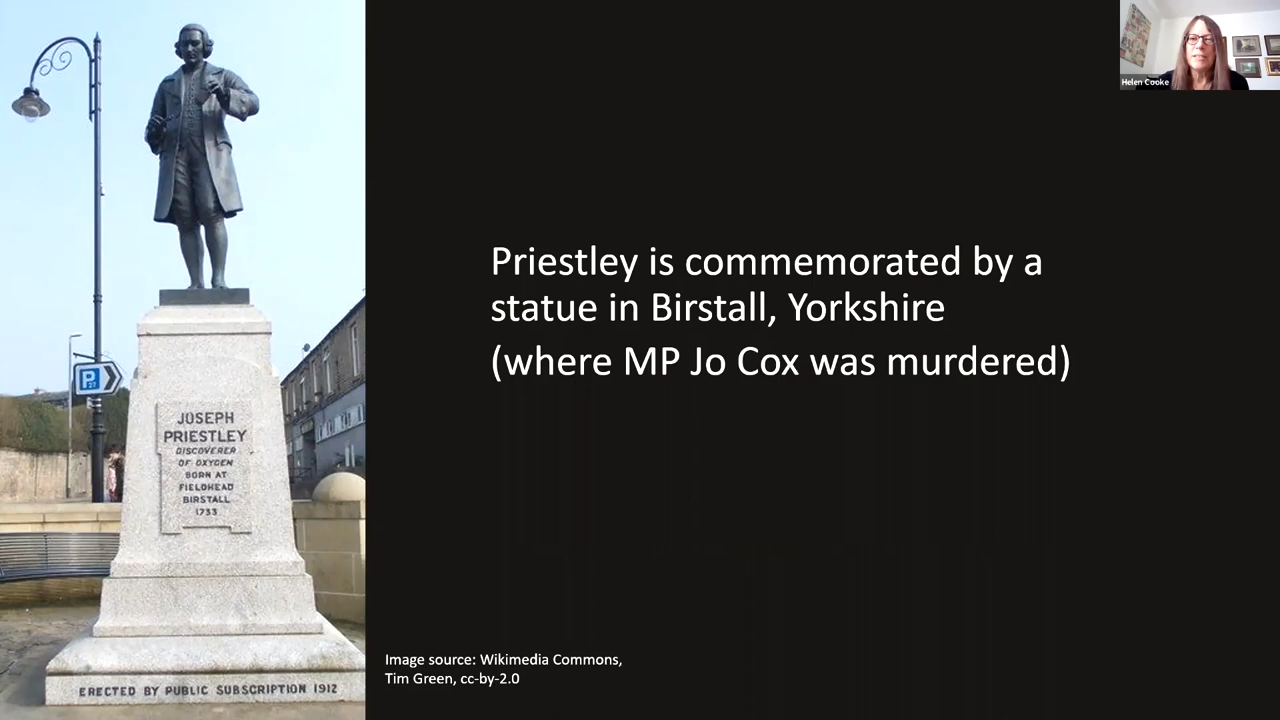 Helen Cooke
Priestley is commemorated by a
statue in Birstall, Yorkshire
(where MP Jo Cox was murdered)
P
JOSEPH
PRIESTLEY
DISCOVERER
OF OXYGEN
BORN AT
FIELDHEAD
BIRSTALL
1733
ERECTED BY PUBLIC SUBSCRIPTION 1912
Image source: Wikimedia Commons,
Tim Green, cc-by-2.0